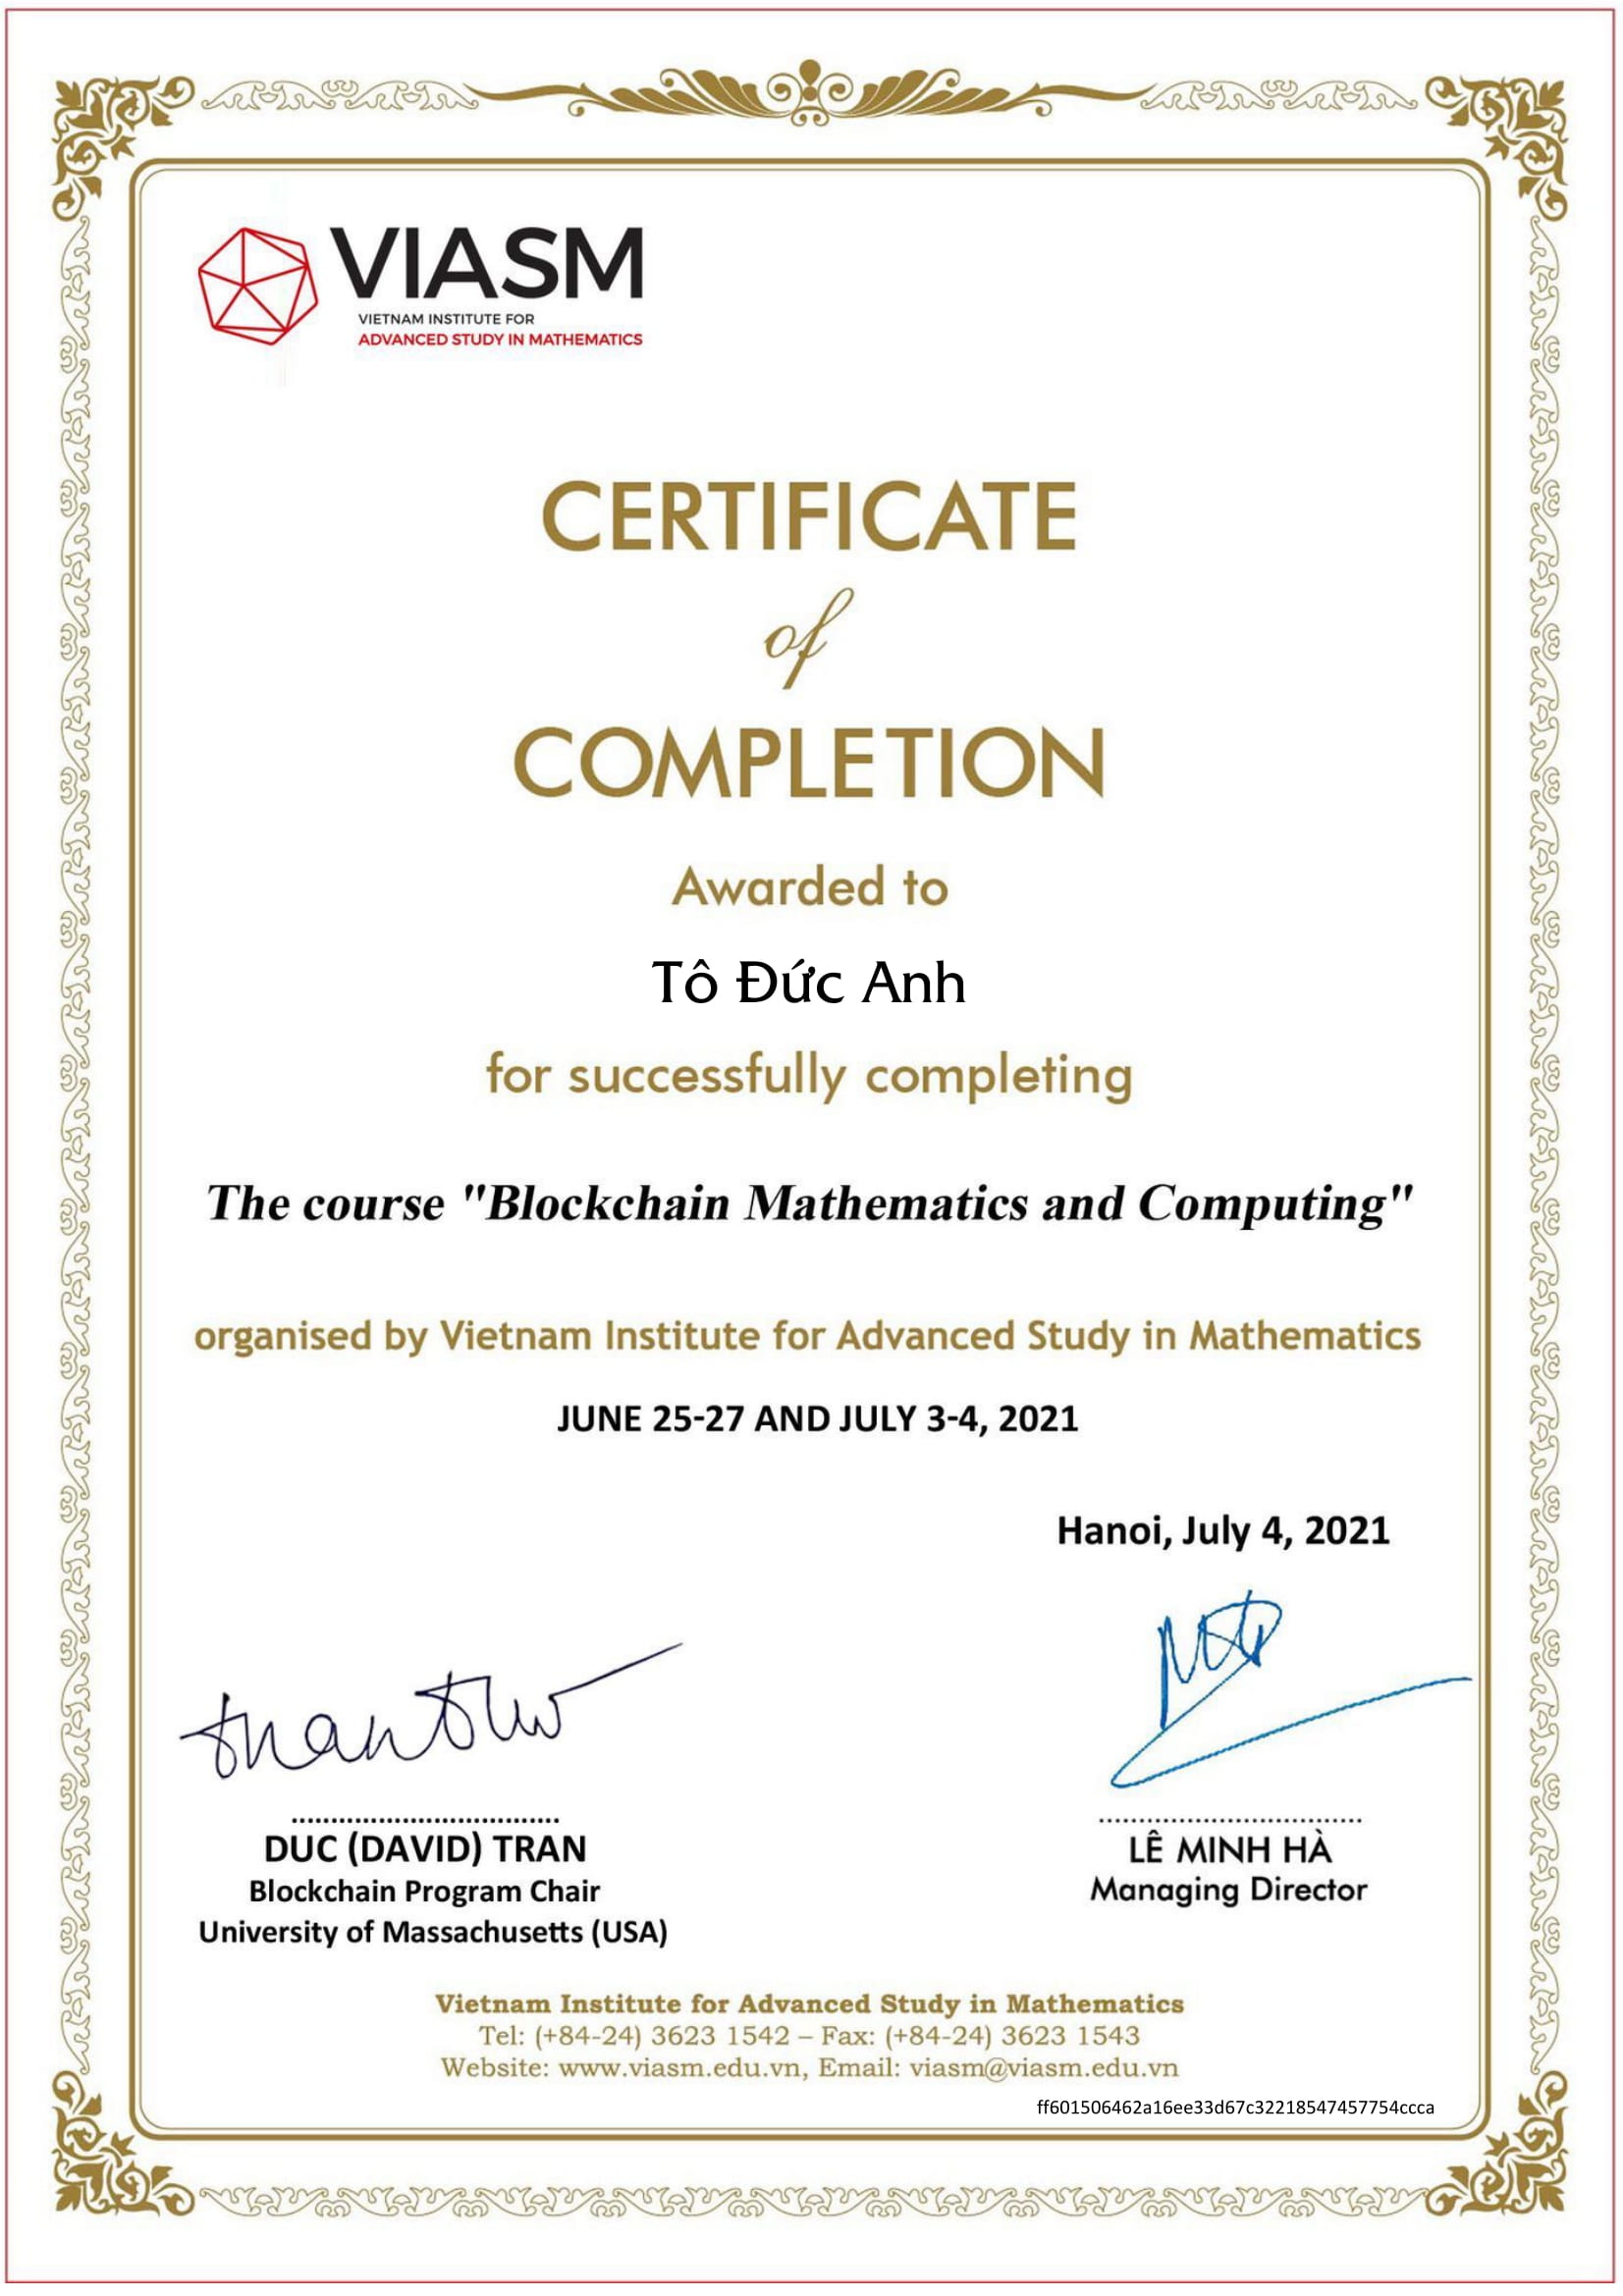 VIASM
VIETNAM INSTITUTE FOR
ADVANCED STUDY IN MATHEMATICS
CERTIFICATE
of
COMPLETION
Awarded to
Tô Đức Anh
for successfully completing
The course "Blockchain Mathematics and Computing"
organised by Vietnam Institute for Advanced Study in Mathematics
JUNE 25-27 AND JULY 3-4, 2021
Hanoi, July 4, 2021
DUC (DAVID) TRAN
Blockchain Program Chair
University of Massachusetts (USA)
LÊ MINH HÀ
Managing Director
Vietnam Institute for Advanced Study in Mathematics
Tel: (+84-24) 3623 1542 – Fax: (+84-24) 3623 1543
Website: www.viasm.edu.vn, Email: viasm@viasm.edu.vn
ff601506462a16ee33d67c32218547457754ccca